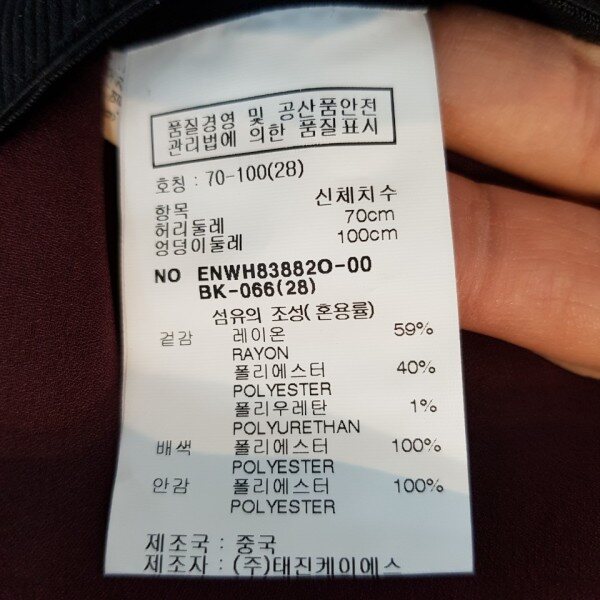 품질경영 및 공산품안전
관리법에 의한 품질표시
호칭 : 70-100(28)
항목 신체치수
허리둘레 70cm
엉덩이둘레 100cm
NO ENWH83882O-00
BK-066(28)
섬유의 조성( 혼용률)
겉감 레이온 59%
RAYON
폴리에스터 40%
POLYESTER
폴리우레탄 1%
POLYURETHAN
배색 폴리에스터 100%
POLYESTER
안감 폴리에스터 100%
POLYESTER
제조국 : 중국
제조자 : (주)태진케이에스